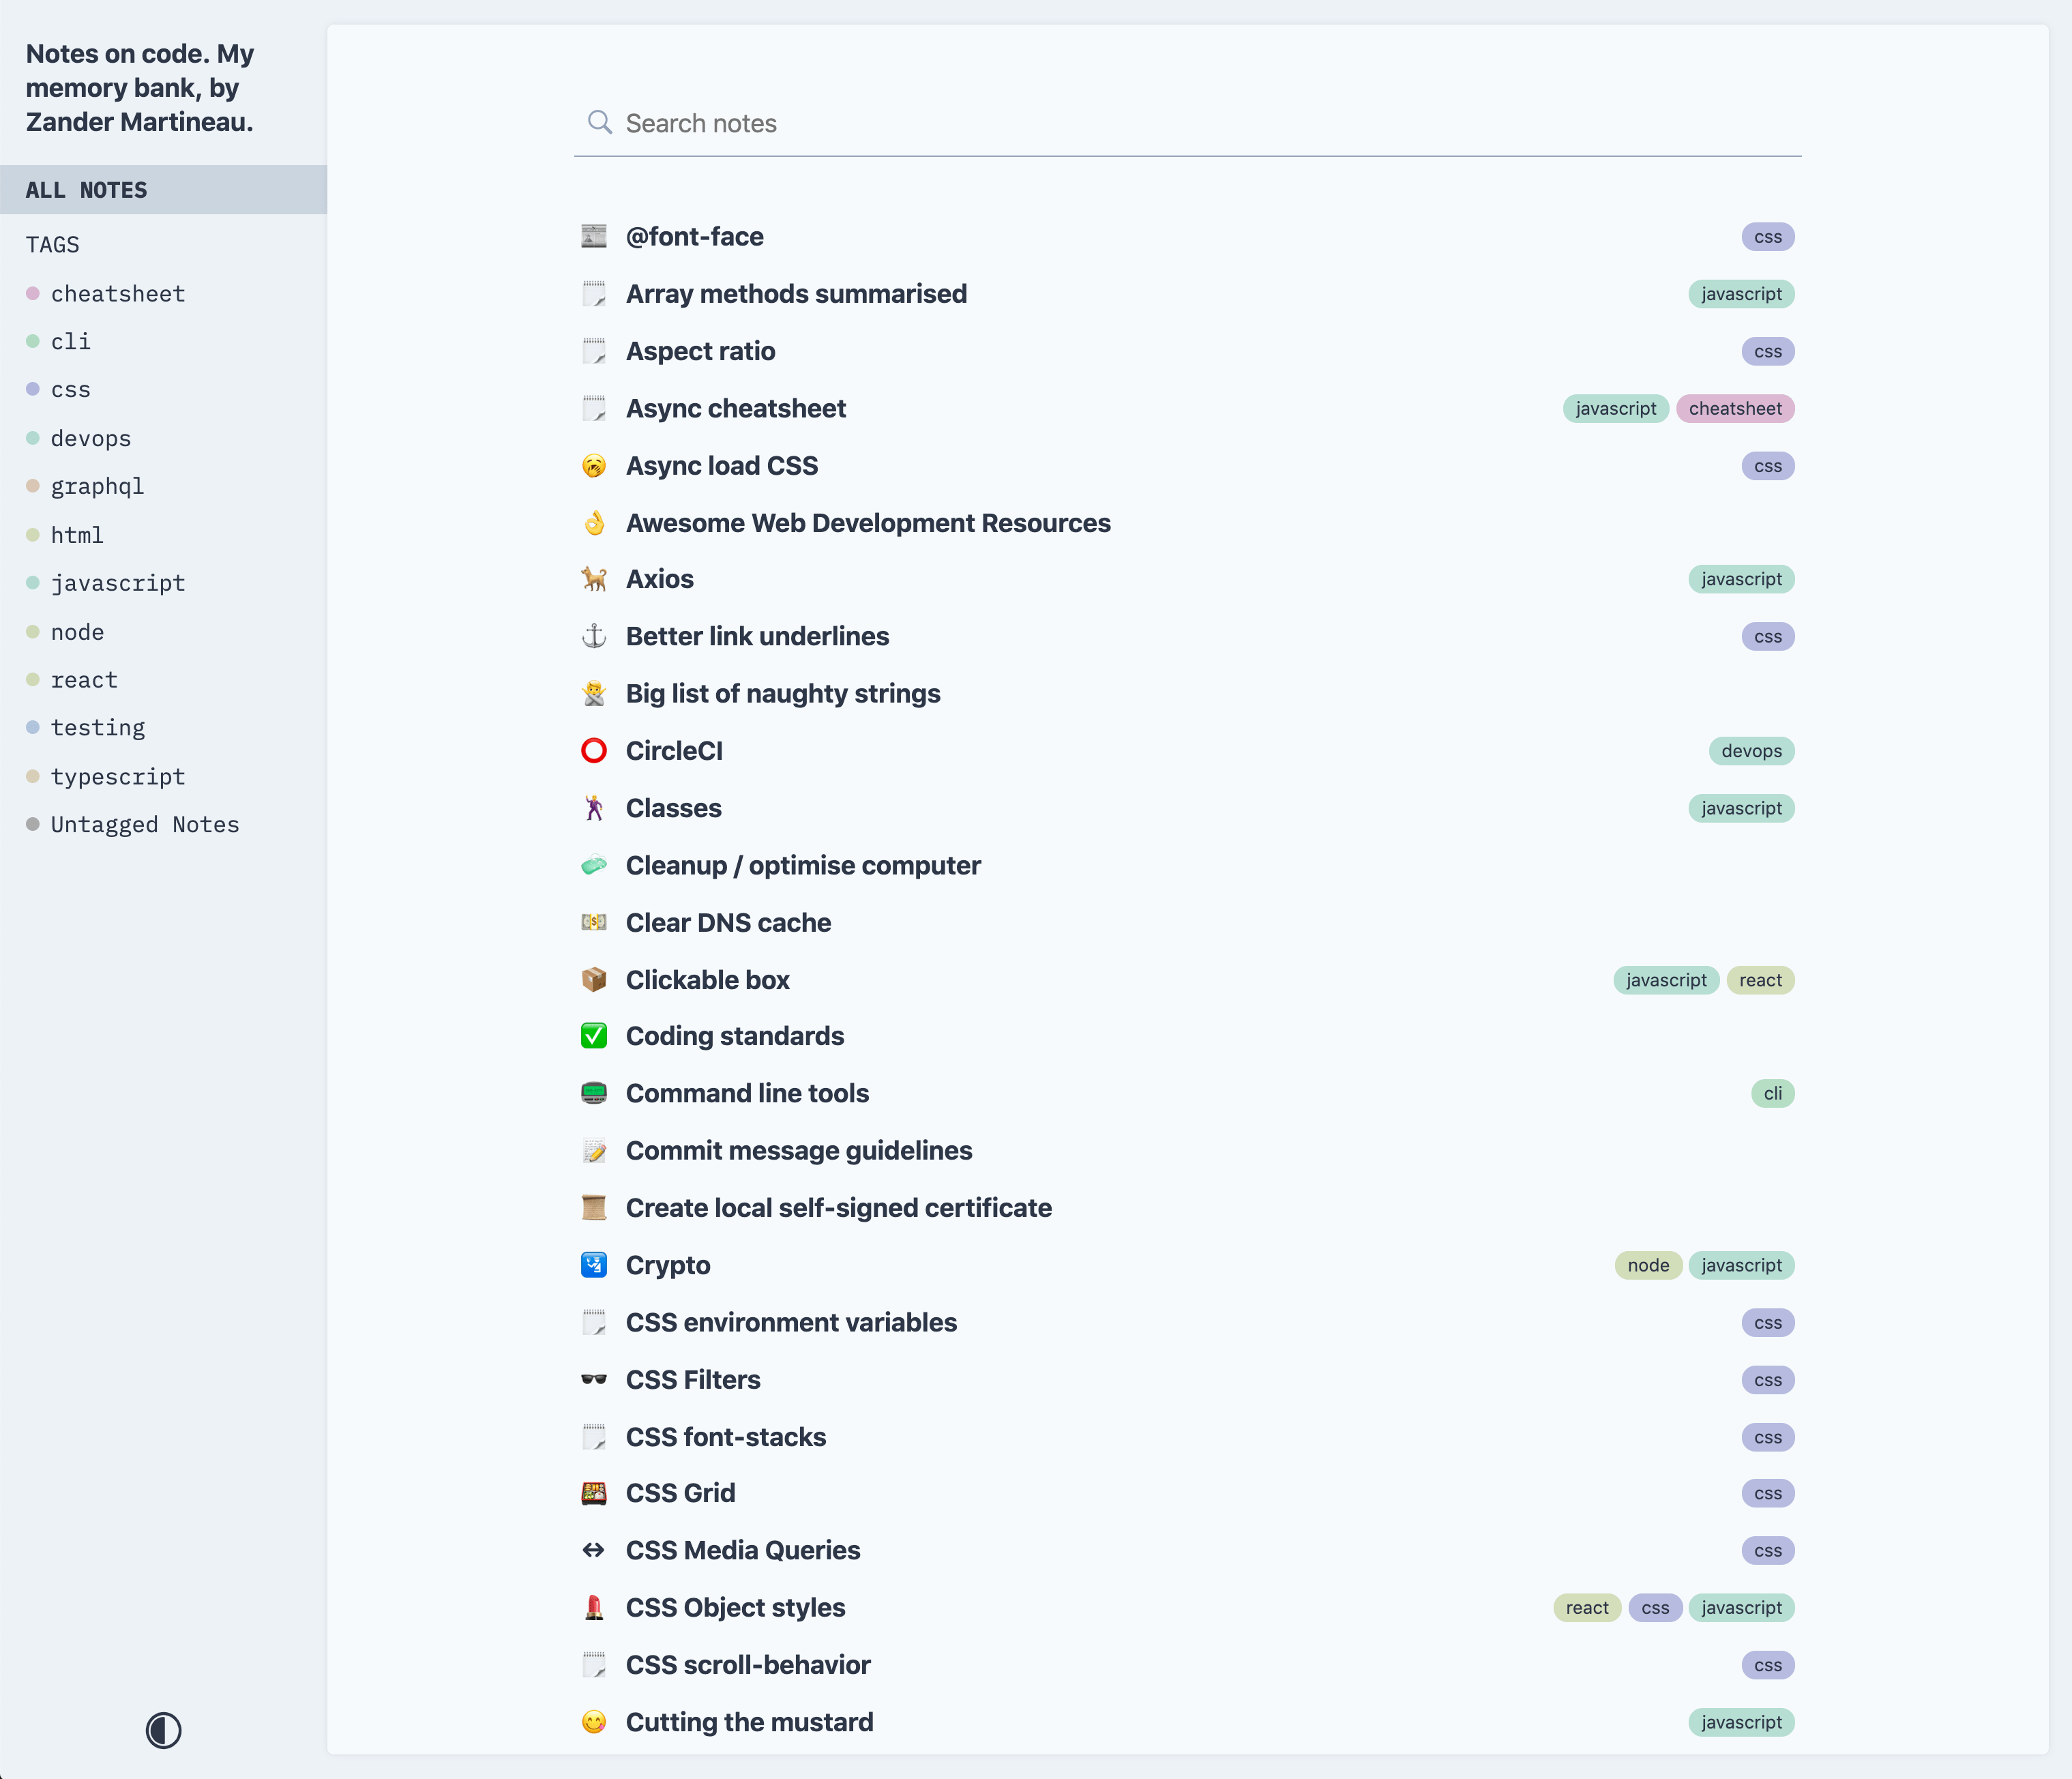 Notes on code. My
memory bank, by
Zander Martineau.
ALL NOTES
TAGS
cheatsheet
cli
css
devops
graphql
html
javascript
node
react
testing
typescript
Untagged Notes
Search notes
@font-face css
Array methods summarised javascript
Aspect ratio css
Async cheatsheet javascript cheatsheet
Async load CSS css
Awesome Web Development Resources
Axios javascript
Better link underlines css
Big list of naughty strings
CircleCI devops
Classes javascript
Cleanup / optimise computer
Clear DNS cache
Clickable box javascript react
Coding standards
Command line tools cli
Commit message guidelines
Create local self-signed certificate
Crypto node javascript
CSS environment variables css
CSS Filters css
CSS font-stacks css
CSS Grid css
CSS Media Queries css
CSS Object styles react css javascript
CSS scroll-behavior css
Cutting the mustard javascript